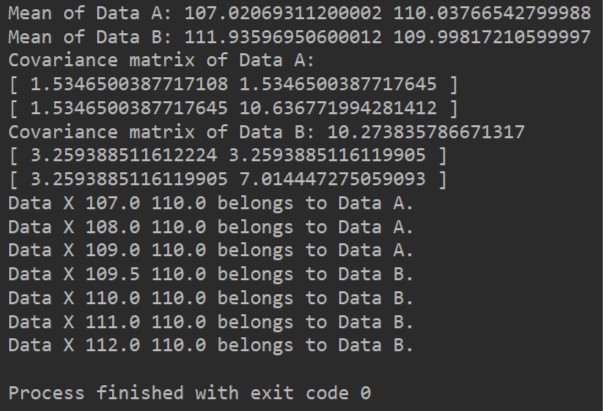 Mean of Data A: 107.02069311200002 110.03766542799988
Mean of Data B: 111.93596950600012 109.99817210599997
Covariance matrix of Data A:
[ 1.5346500387717108 1.5346500387717645 ]
[ 1.5346500387717645 10.636771994281412 ]
Covariance matrix of Data B: 10.273835786671317
[ 3.259388511612224 3.2593885116119905 ]
[ 3.2593885116119905 7.014447275059093 ]
Data X 107.0 110.0 belongs to Data A.
Data X 108.0 110.0 belongs to Data A.
Data X 109.0 110.0 belongs to Data A.
Data X 109.5 110.0 belongs to Data B.
Data X 110.0 110.0 belongs to Data B.
Data X 111.0 110.0 belongs to Data B.
Data X 112.0 110.0 belongs to Data B.
Process finished with exit code 0